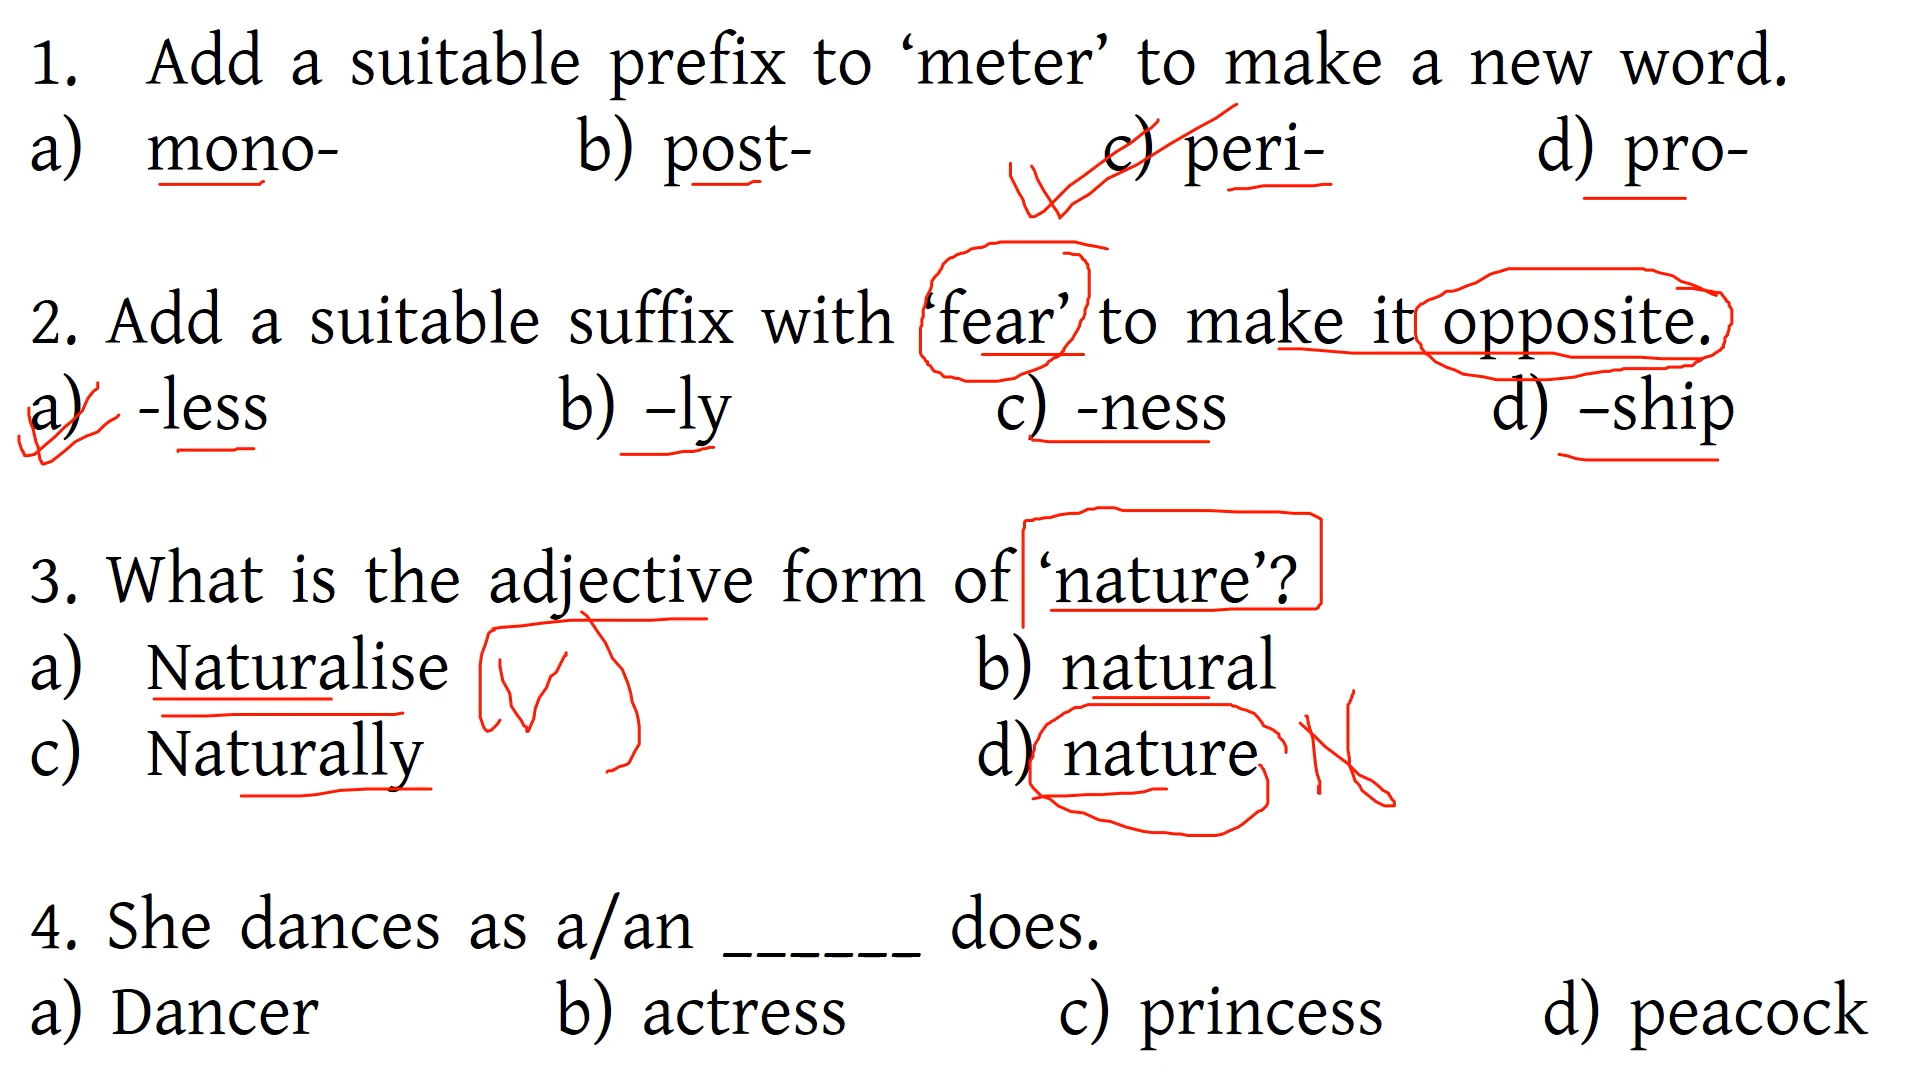 1. Add a suitable prefix to ‘meter’ to make a new word.
a) mono- b) post- c) peri- d) pro-
2. Add a suitable suffix with ‘fear’ to make it opposite.
a) -less b) –ly c) -ness d) –ship
3. What is the adjective form of ‘nature’?
a) Naturalise b) natural
V
c) Naturally d) nature N
4. She dances as a/an ______ does.
a) Dancer b) actress c) princess d) peacock